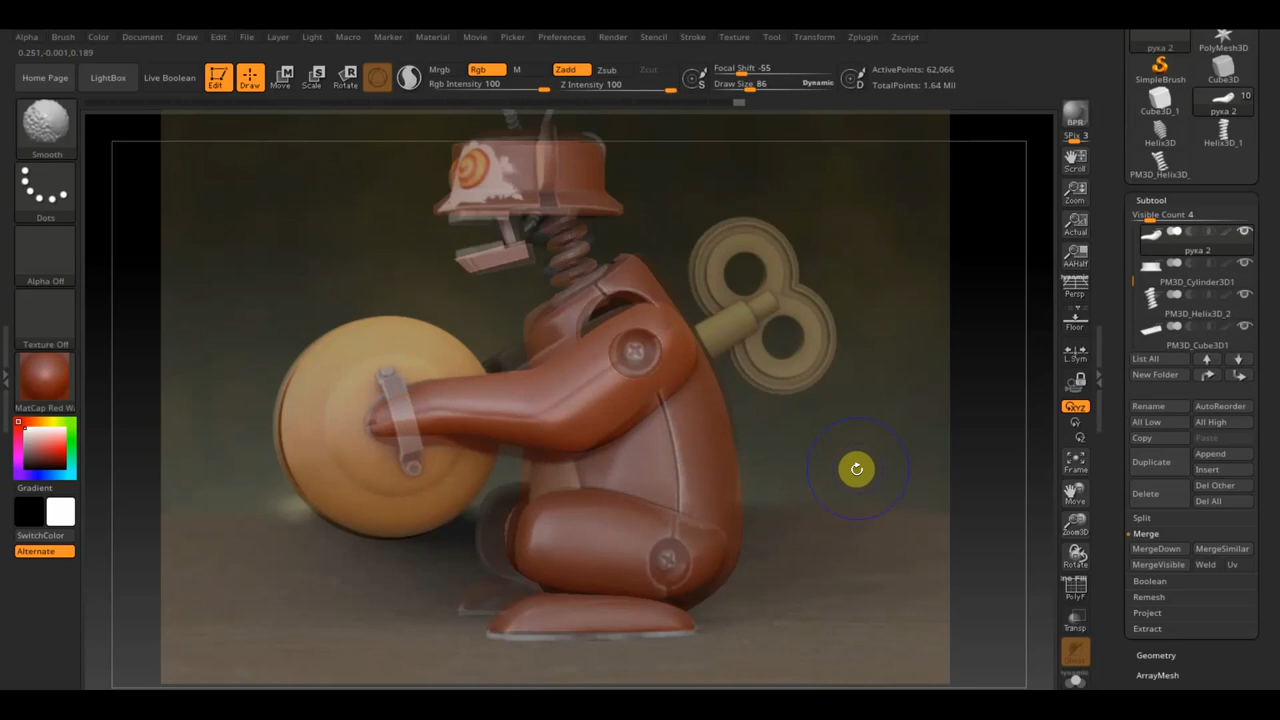 Alpha Brush Color Document Draw Edit File Layer Light Macro Marker Material Movie Picker Preferences Render Stencil Stroke Texture Tool Transform Zplugin Zscript
0.251,-0.001,0.189
Home Page LightBox Live Boolean Edit Draw Move Scale Rotate
Mrgb Rgb M
Rgb Intensity 100
Zadd Zsub Zcut
Z Intensity 100
S
Focal Shift -55
Draw Size 86 Dynamic
D
ActivePoints: 62,066
TotalPoints: 1.64 Mil
Smooth
Dots
Alpha Off
Texture Off
MatCap Red W
Gradient
SwitchColor
Alternate
BPR
SPix 3
Scroll
Zoom
Actual
AAHalf
Dynamic
Persp
Floor
L.Sym
XYZ
Frame
Move
Zoom3D
Rotate
PolyF
Transp
рука 2 PolyMesh3D
SimpleBrush Cube3D
10
Cube3D_1 рука 2
Helix3D Helix3D_1
PM3D_Helix3D_
Subtool
Visible Count 4
рука 2
PM3D_Cylinder3D1
PM3D_Helix3D_2
PM3D_Cube3D1
List All
New Folder
Rename AutoReorder
All Low All High
Copy Paste
Duplicate Append
Insert
Delete Del Other
Del All
Split
Merge
MergeDown MergeSimilar
MergeVisible Weld Uv
Boolean
Remesh
Project
Extract
Geometry
ArrayMesh